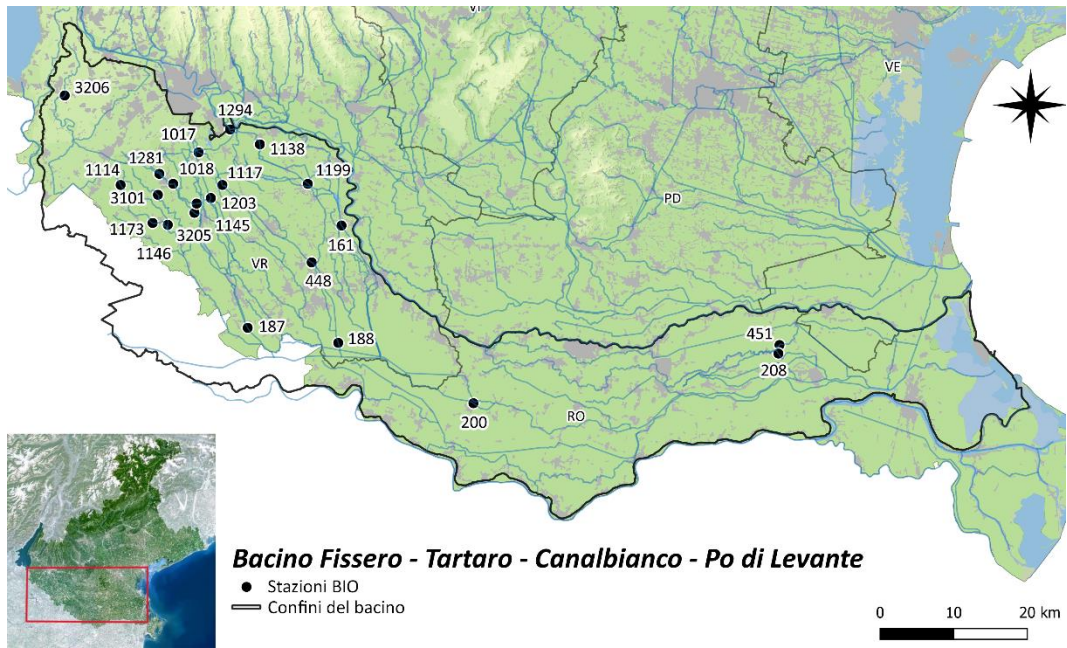 VI
VE
3206
1294
1017
1138
1281
1018
1199
1114
1117
3101
1203
1173
3205
1145
1146
161
PD
VR
448
187
188
451
208
200
RO
Bacino Fissero - Tartaro - Canalbianco - Po di Levante
Stazioni BIO
Confini del bacino
0 10 20 km